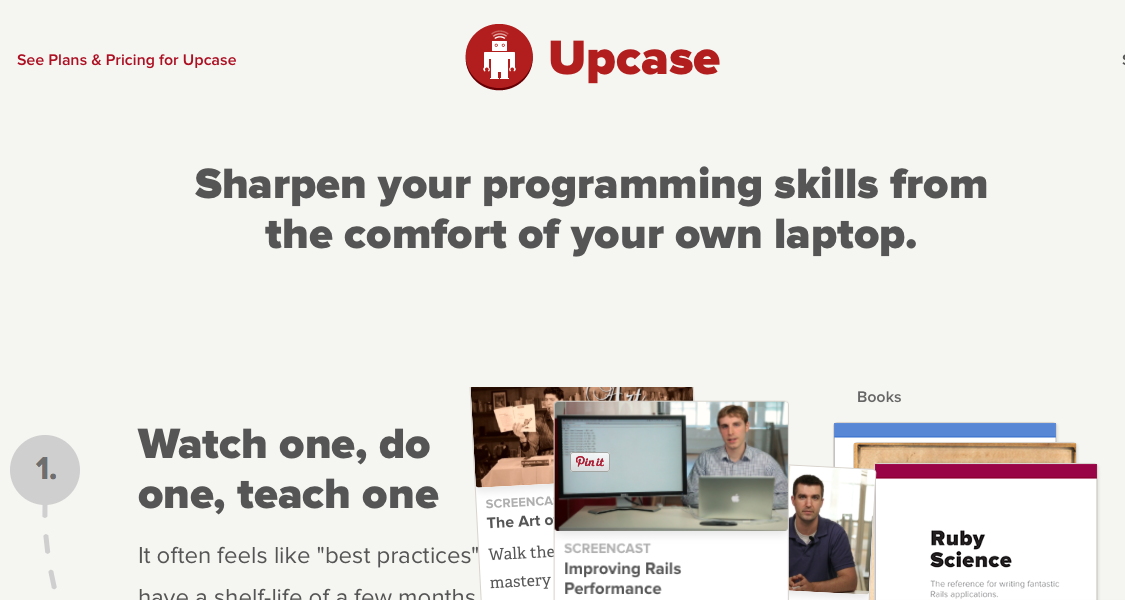 See Plans & Pricing for Upcase
Upcase
Sharpen your programming skills from
the comfort of your own laptop.
1.
Watch one, do
one, teach one
It often feels like "best practices"
have a shelf-life of a few months
Art
Pin it
SCREENCA
The Art o
Walk the
mastery
SCREENCAST
Improving Rails
Performance
Books
Ruby
Science
The reference for writing fantastic
Rails applications.